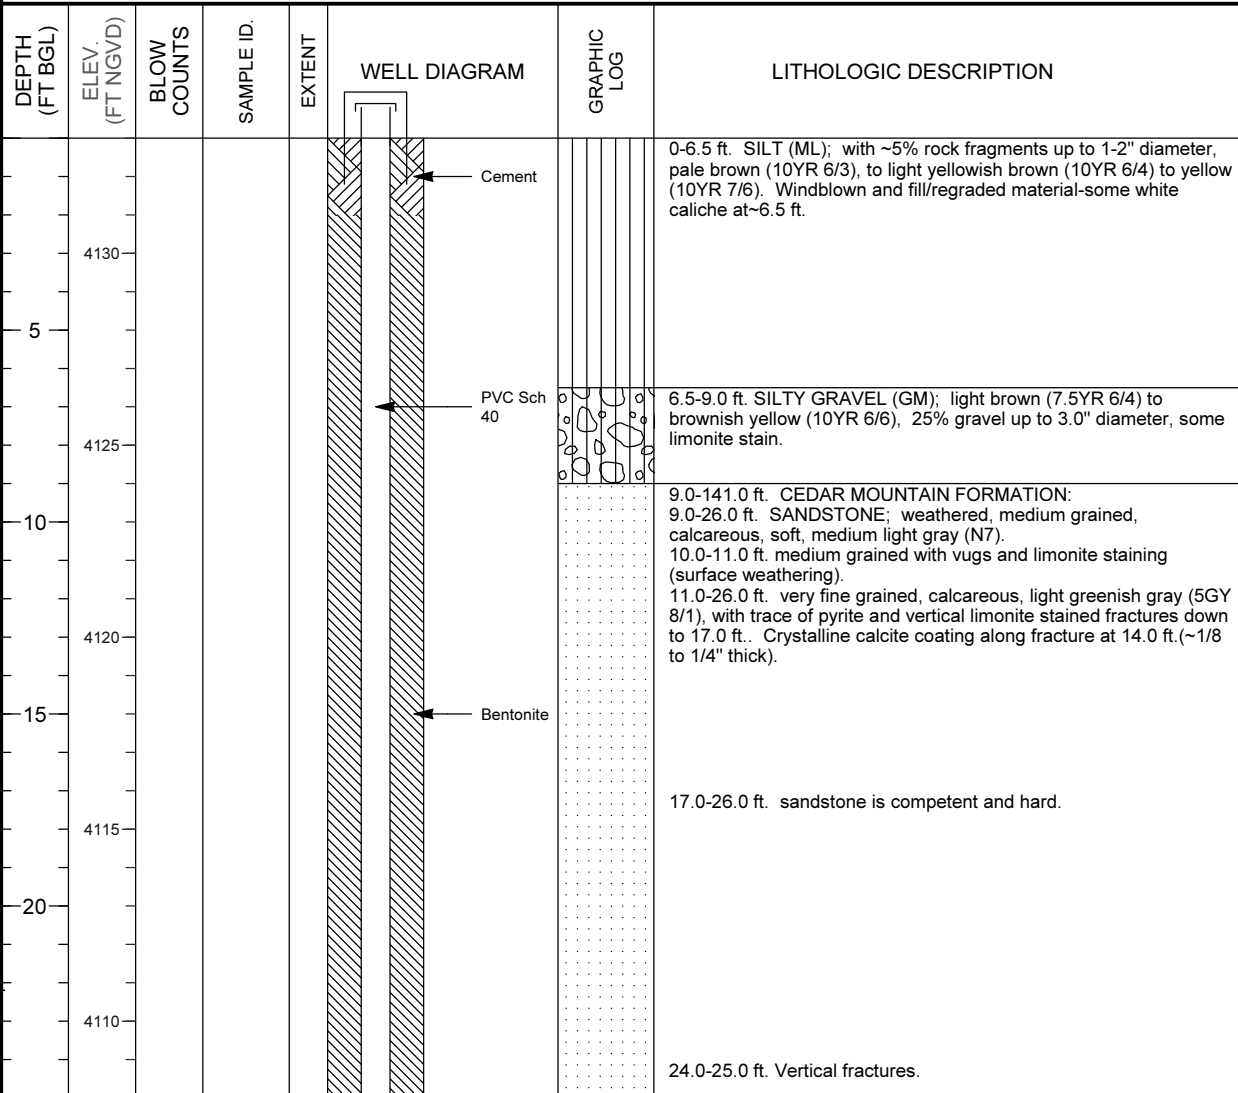 DEPTH
(FT BGL)
ELEV.
(FT NGVD)
BLOW
COUNTS
SAMPLE ID.
EXTENT
WELL DIAGRAM
GRAPHIC
LOG
LITHOLOGIC DESCRIPTION
0-6.5 ft. SILT (ML); with ~5% rock fragments up to 1-2" diameter,
pale brown (10YR 6/3), to light yellowish brown (10YR 6/4) to yellow
(10YR 7/6). Windblown and fill/regraded material-some white
caliche at~6.5 ft.
Cement
4130
5
PVC Sch
40
6.5-9.0 ft. SILTY GRAVEL (GM); light brown (7.5YR 6/4) to
brownish yellow (10YR 6/6), 25% gravel up to 3.0" diameter, some
limonite stain.
4125
9.0-141.0 ft. CEDAR MOUNTAIN FORMATION:
9.0-26.0 ft. SANDSTONE; weathered, medium grained,
calcareous, soft, medium light gray (N7).
10.0-11.0 ft. medium grained with vugs and limonite staining
(surface weathering).
11.0-26.0 ft. very fine grained, calcareous, light greenish gray (5GY
8/1), with trace of pyrite and vertical limonite stained fractures down
to 17.0 ft.. Crystalline calcite coating along fracture at 14.0 ft.(~1/8
to 1/4" thick).
10
4120
15
Bentonite
17.0-26.0 ft. sandstone is competent and hard.
4115
20
4110
24.0-25.0 ft. Vertical fractures.